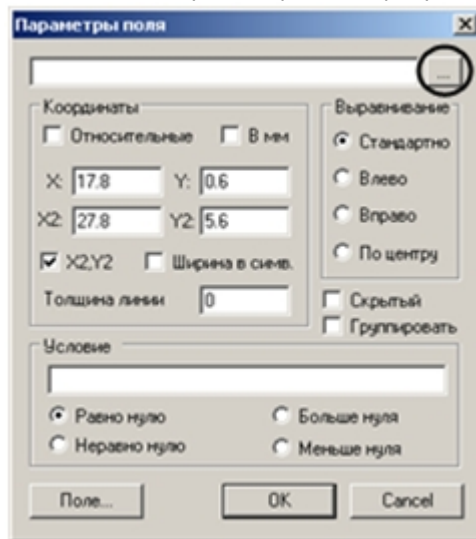 Параметры поля
...
Координаты
Относительные В мм
X: 17.8 Y: 0.6
X2: 27.8 Y2: 5.6
X2,Y2 Ширина в симв.
Толщина линии 0
Выравнивание
Стандартно
Влево
Вправо
По центру
Скрытый
Группировать
Условие
Равно нулю Больше нуля
Неравно нулю Меньше нуля
Поле... OK Cancel